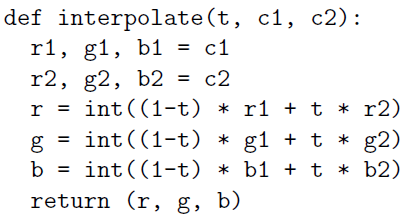 def interpolate(t, c1, c2):
  r1, g1, b1 = c1
  r2, g2, b2 = c2
  r = int((1-t) * r1 + t * r2)
  g = int((1-t) * g1 + t * g2)
  b = int((1-t) * b1 + t * b2)
  return (r, g, b)